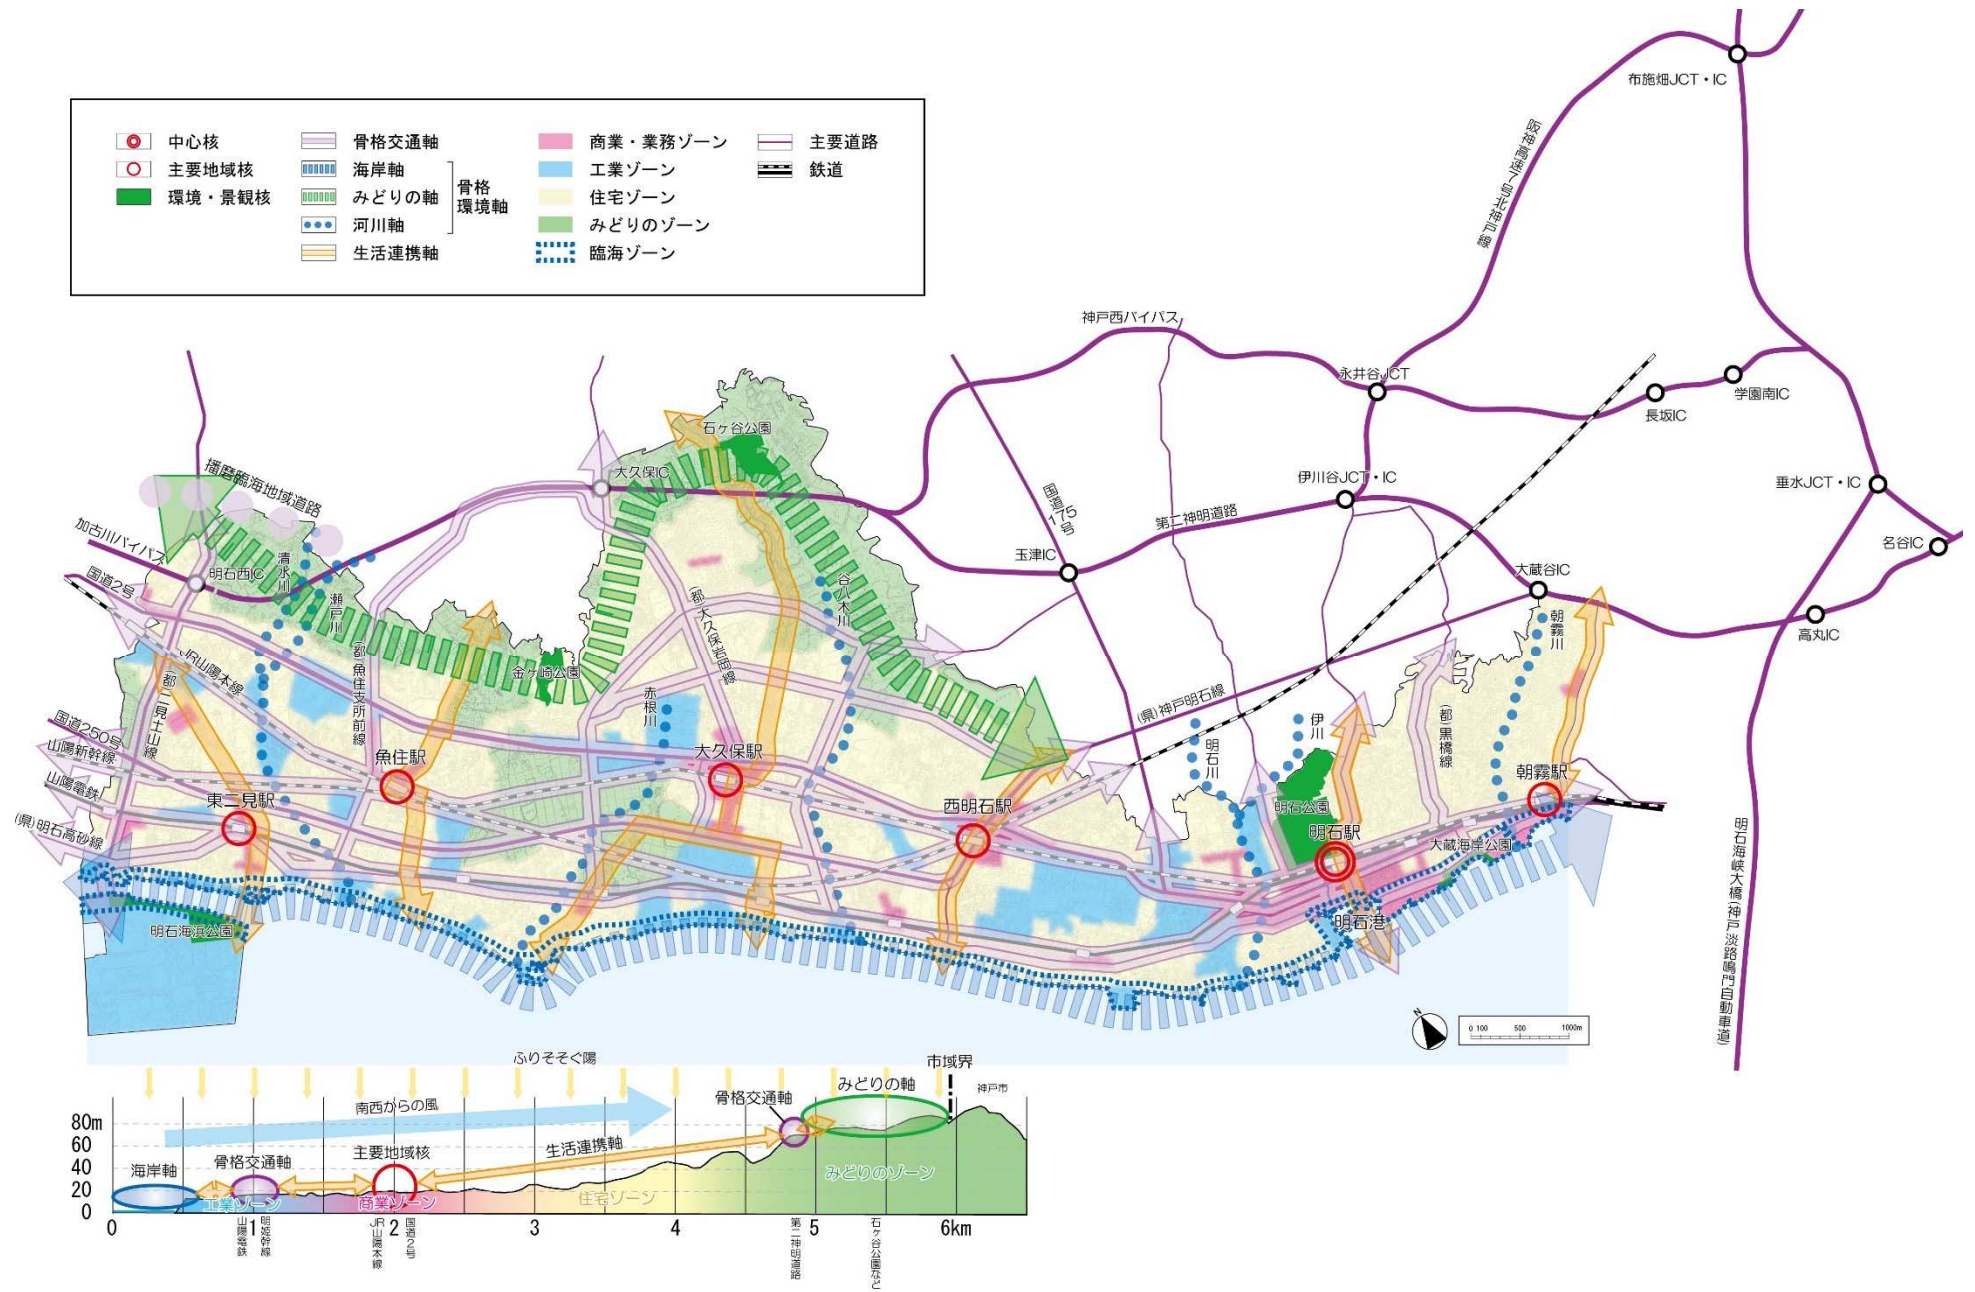 中心核
主要地域核
環境・景観核
骨格交通軸
海岸軸
みどりの軸
河川軸
骨格
環境軸
生活連携軸
商業・業務ゾーン
工業ゾーン
住宅ゾーン
みどりのゾーン
臨海ゾーン
主要道路
鉄道
布施畑JCT・IC
阪神高速7号北神戸線
神戸西バイパス
永井谷JCT
長坂IC
学園南IC
石ヶ谷公園
大久保IC
播磨臨海地域道路
伊川谷JCT・IC
垂水JCT・IC
国道175号
第二神明道路
加古川バイパス
名谷IC
玉津IC
明石西IC
清水川
大蔵谷IC
国道2号
瀬戸川
谷八木川
朝霧川
高丸IC
(都)大久保岩岡線
JR山陽本線
(都)魚住支所前線
金ヶ崎公園
(都)二見土山線
赤根川
(県)神戸明石線
伊川
(都)黒橋線
国道250号
山陽新幹線
明石川
魚住駅
大久保駅
朝霧駅
山陽電鉄
東二見駅
西明石駅
明石公園
(県)明石高砂線
明石駅
大蔵海岸公園
明石海峡大橋(神戸淡路鳴門自動車道)
明石港
明石海浜公園
N
0 100 500 1000m
ふりそそぐ陽
市域界
南西からの風
骨格交通軸
みどりの軸
神戸市
80m
60
40
20
0
海岸軸
骨格交通軸
主要地域核
生活連携軸
みどりのゾーン
工業ゾーン
商業ゾーン
住宅ゾーン
0 1 2 3 4 5 6km
山陽電鉄
明姫幹線
JR山陽本線
国道2号
第二神明道路
石ヶ谷公園など